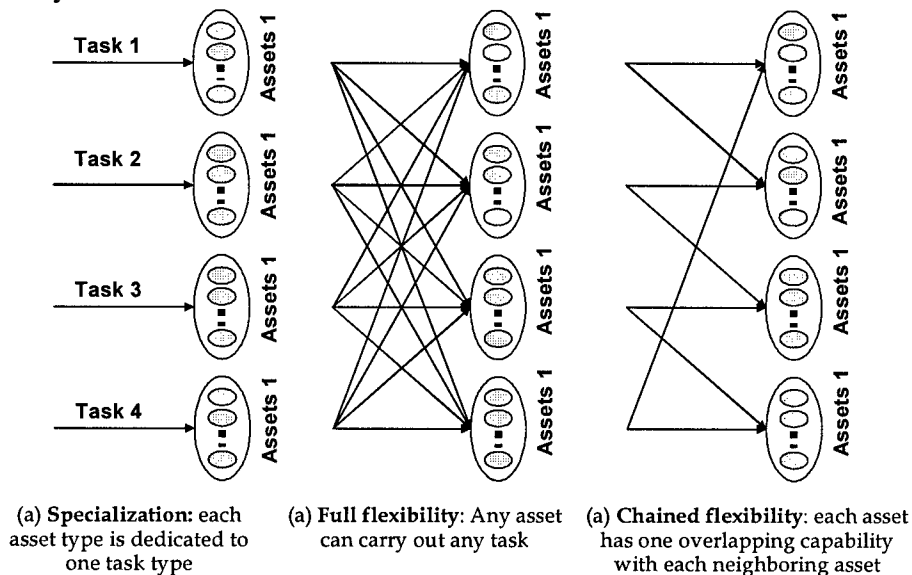 Task 1
Assets 1
Assets 1
Assets 1
Task 2
Assets 1
Assets 1
Assets 1
Task 3
Assets 1
Assets 1
Assets 1
Task 4
Assets 1
Assets 1
Assets 1
(a) Specialization: each
asset type is dedicated to
one task type
(a) Full flexibility: Any asset
can carry out any task
(a) Chained flexibility: each asset
has one overlapping capability
with each neighboring asset